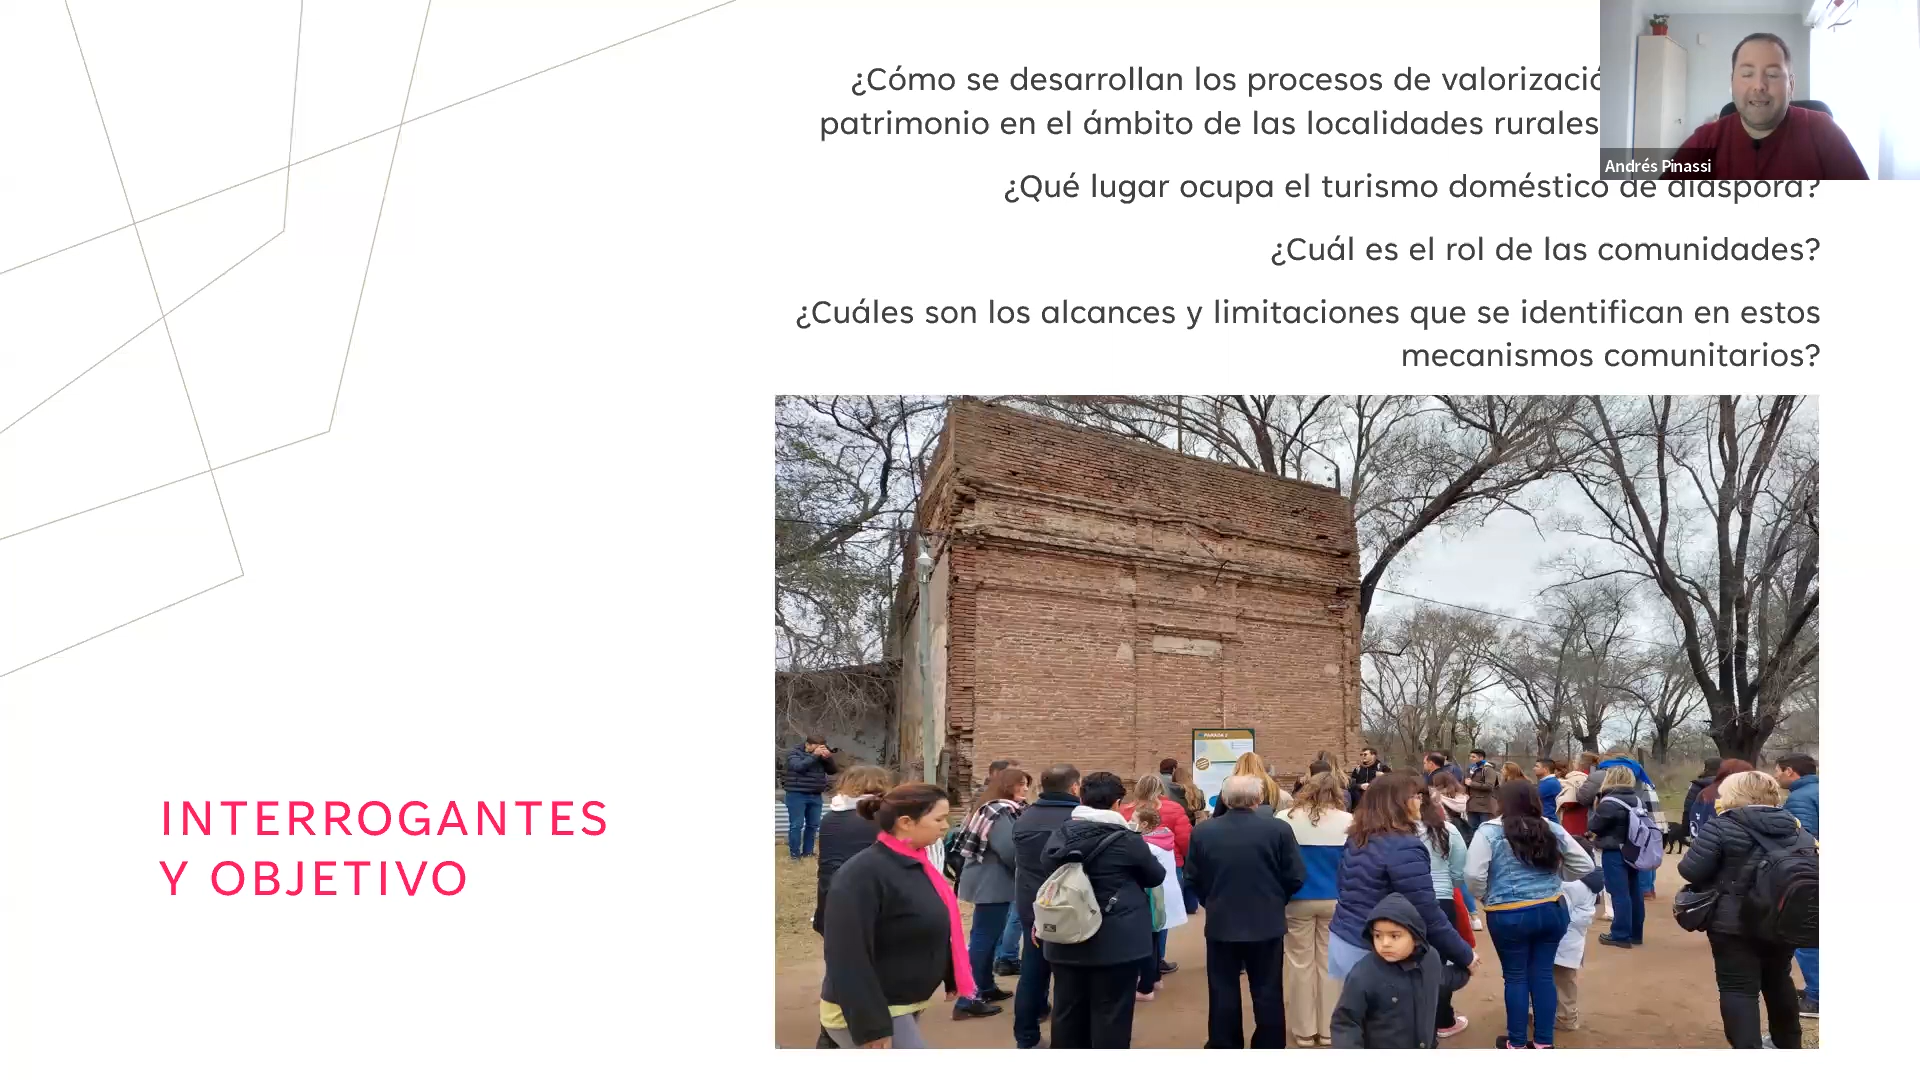 ¿Cómo se desarrollan los procesos de
patrimonio en el ámbito de las localidades rurales
Andrés Pinassi
¿Qué lugar ocupa el turismo doméstico de diáspora?
¿Cuál es el rol de las comunidades?
¿Cuáles son los alcances y limitaciones que se identifican en estos
mecanismos comunitarios?
PARADA 2
INTERROGANTES
Y OBJETIVO